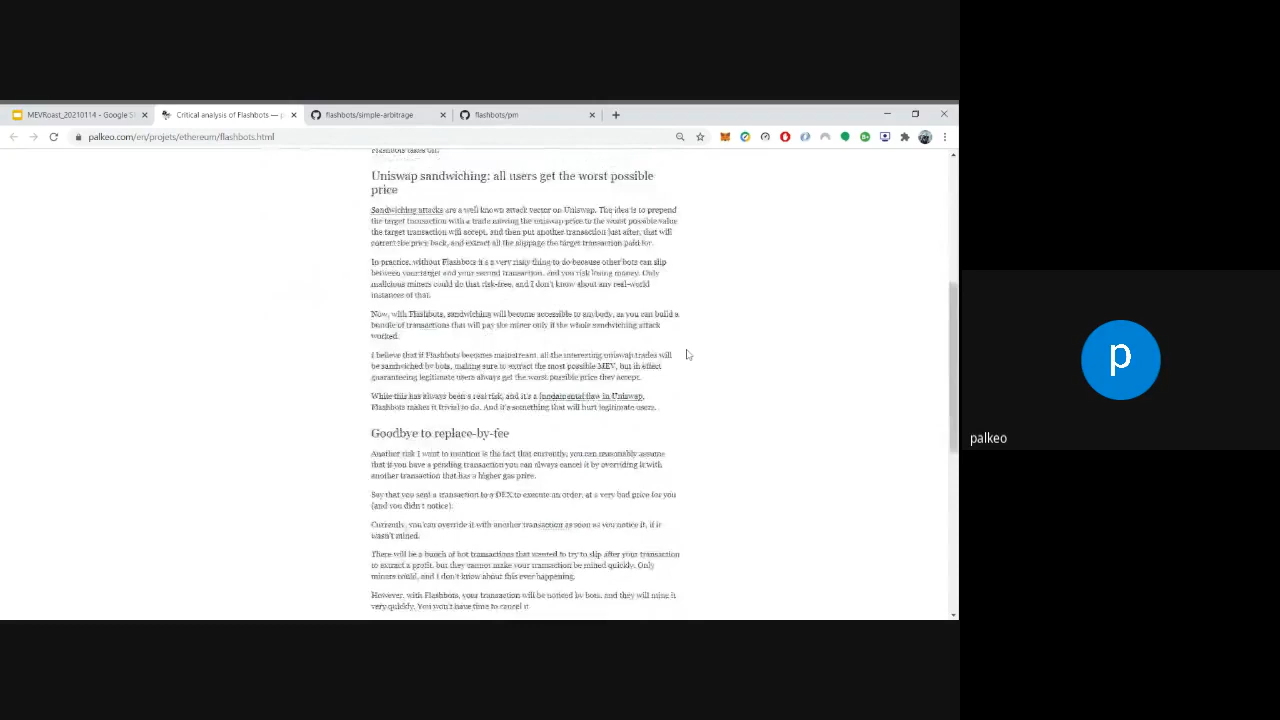 MEVRoast_20210114 - Google S
Critical analysis of Flashbots — p
flashbots/simple-arbitrage
flashbots/pm
palkeo.com/en/projets/ethereum/flashbots.html
Flashbots takes off.
Uniswap sandwiching: all users get the worst possible
price
Sandwiching attacks are a well known attack vector on Uniswap. The idea is to prepend
the target transaction with a trade moving the uniswap price to the worst possible value
the target transaction will accept, and then put another transaction just after, that will
correct the price back, and extract all the slippage the target transaction paid for.
In practice, without Flashbots it's a very risky thing to do because other bots can slip
between your target and your second transaction, and you risk losing money. Only
malicious miners could do that risk-free, and I don't know about any real-world
instances of that.
Now, with Flashbots, sandwiching will become accessible to anybody, as you can build a
bundle of transactions that will pay the miner only if the whole sandwiching attack
worked.
I believe that if Flashbots becomes mainstream, all the interesting uniswap trades will
be sandwiched by bots, making sure to extract the most possible MEV, but in effect
guaranteeing legitimate users always get the worst possible price they accept.
While this has always been a real risk, and it's a fundamental flaw in Uniswap,
Flashbots makes it trivial to do. And it's something that will hurt legitimate users.
Goodbye to replace-by-fee
Another risk I want to mention is the fact that currently, you can reasonably assume
that if you have a pending transaction you can always cancel it by overriding it with
another transaction that has a higher gas price.
Say that you sent a transaction to a DEX to execute an order, at a very bad price for you
(and you didn't notice).
Currently, you can override it with another transaction as soon as you notice it, if it
wasn't mined.
There will be a bunch of bot transactions that wanted to try to slip after your transaction
to extract a profit, but they cannot make your transaction be mined quickly. Only
miners could, and I don't know about this ever happening.
However, with Flashbots, your transaction will be noticed by bots, and they will mine it
very quickly. You won't have time to cancel it
p
palkeo